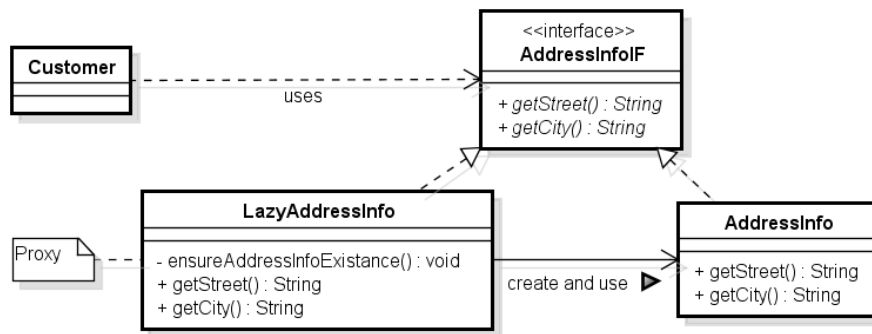 <<interface>>
AddressInfoIF
Customer
uses
+ getStreet() : String
+ getCity() : String
LazyAddressInfo
AddressInfo
Proxy
- ensureAddressInfoExistance() : void
+ getStreet() : String
+ getCity() : String
create and use
+ getStreet() : String
+ getCity() : String